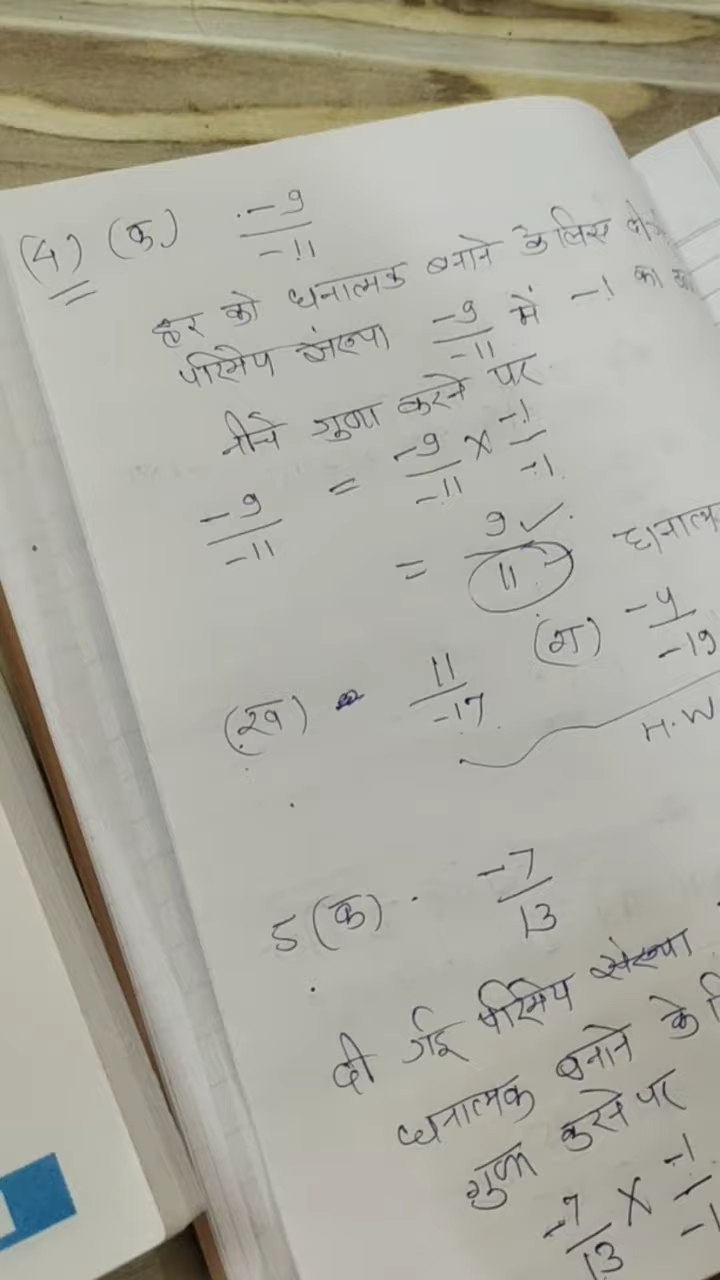 (4) (क) -9/-11
हर को धनात्मक बनाने के लिए
परिमेय संख्या -9/-11 में -1 का
नीचे गुणा करने पर
-9/-11 = -9/-11 × -1/-1
= 9/11 ✓
(ख) 11/-17 (ग) -4/-19
H.W
5 (क). -7/13
दी गई परिमेय संख्या
धनात्मक बनाने के
गुणा करने पर
-7/13 × -1/-1